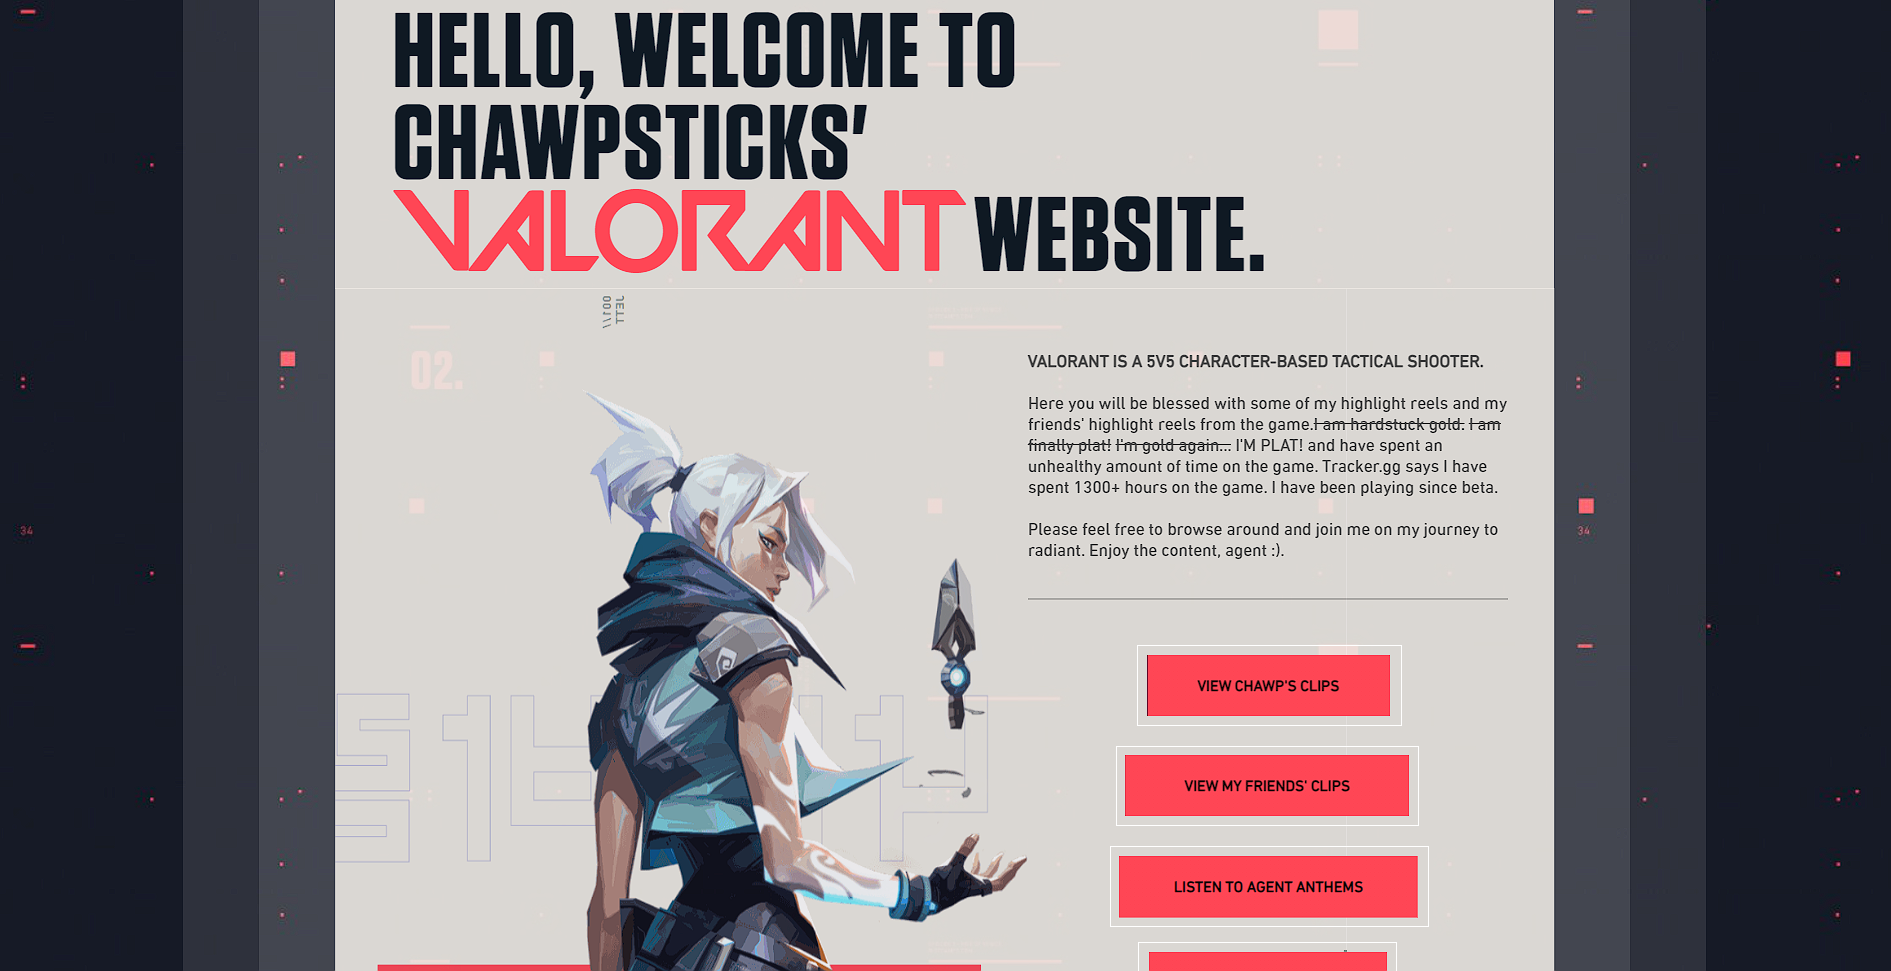 HELLO, WELCOME TO
CHAWPSTICKS'
VALORANT WEBSITE.
JETT
001\\
02.
VALORANT IS A 5V5 CHARACTER-BASED TACTICAL SHOOTER.
Here you will be blessed with some of my highlight reels and my
friends' highlight reels from the game.I am hardstuck gold. I am
finally plat! I'm gold again... I'M PLAT! and have spent an
unhealthy amount of time on the game. Tracker.gg says I have
spent 1300+ hours on the game. I have been playing since beta.
Please feel free to browse around and join me on my journey to
radiant. Enjoy the content, agent :).
34
34
VIEW CHAWP'S CLIPS
VIEW MY FRIENDS' CLIPS
LISTEN TO AGENT ANTHEMS